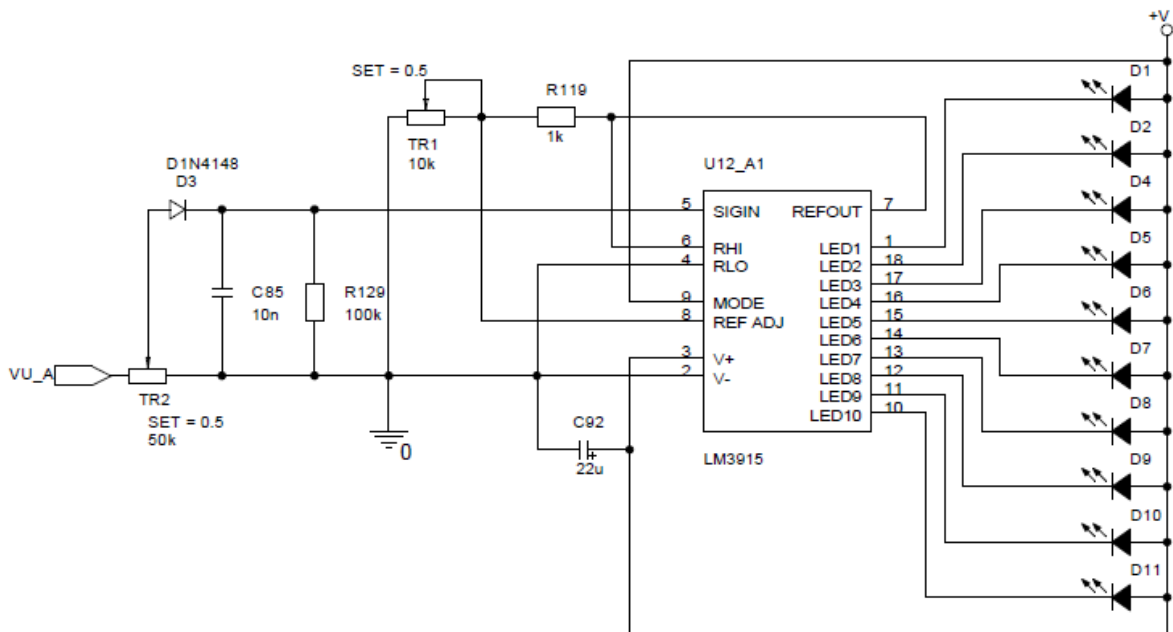 +V
D1
SET = 0.5
R119
1k
TR1
10k
D2
D1N4148
D3
U12_A1
D4
5 SIGIN REFOUT 7
6 RHI LED1 1
4 RLO LED2 18
LED3 17
9 MODE LED4 16
8 REF ADJ LED5 15
LED6 14
3 V+ LED7 13
2 V- LED8 12
LED9 11
LED10 10
D5
C85
10n
R129
100k
D6
VU_A
TR2
SET = 0.5
50k
D7
0
C92
22u
+
LM3915
D8
D9
D10
D11